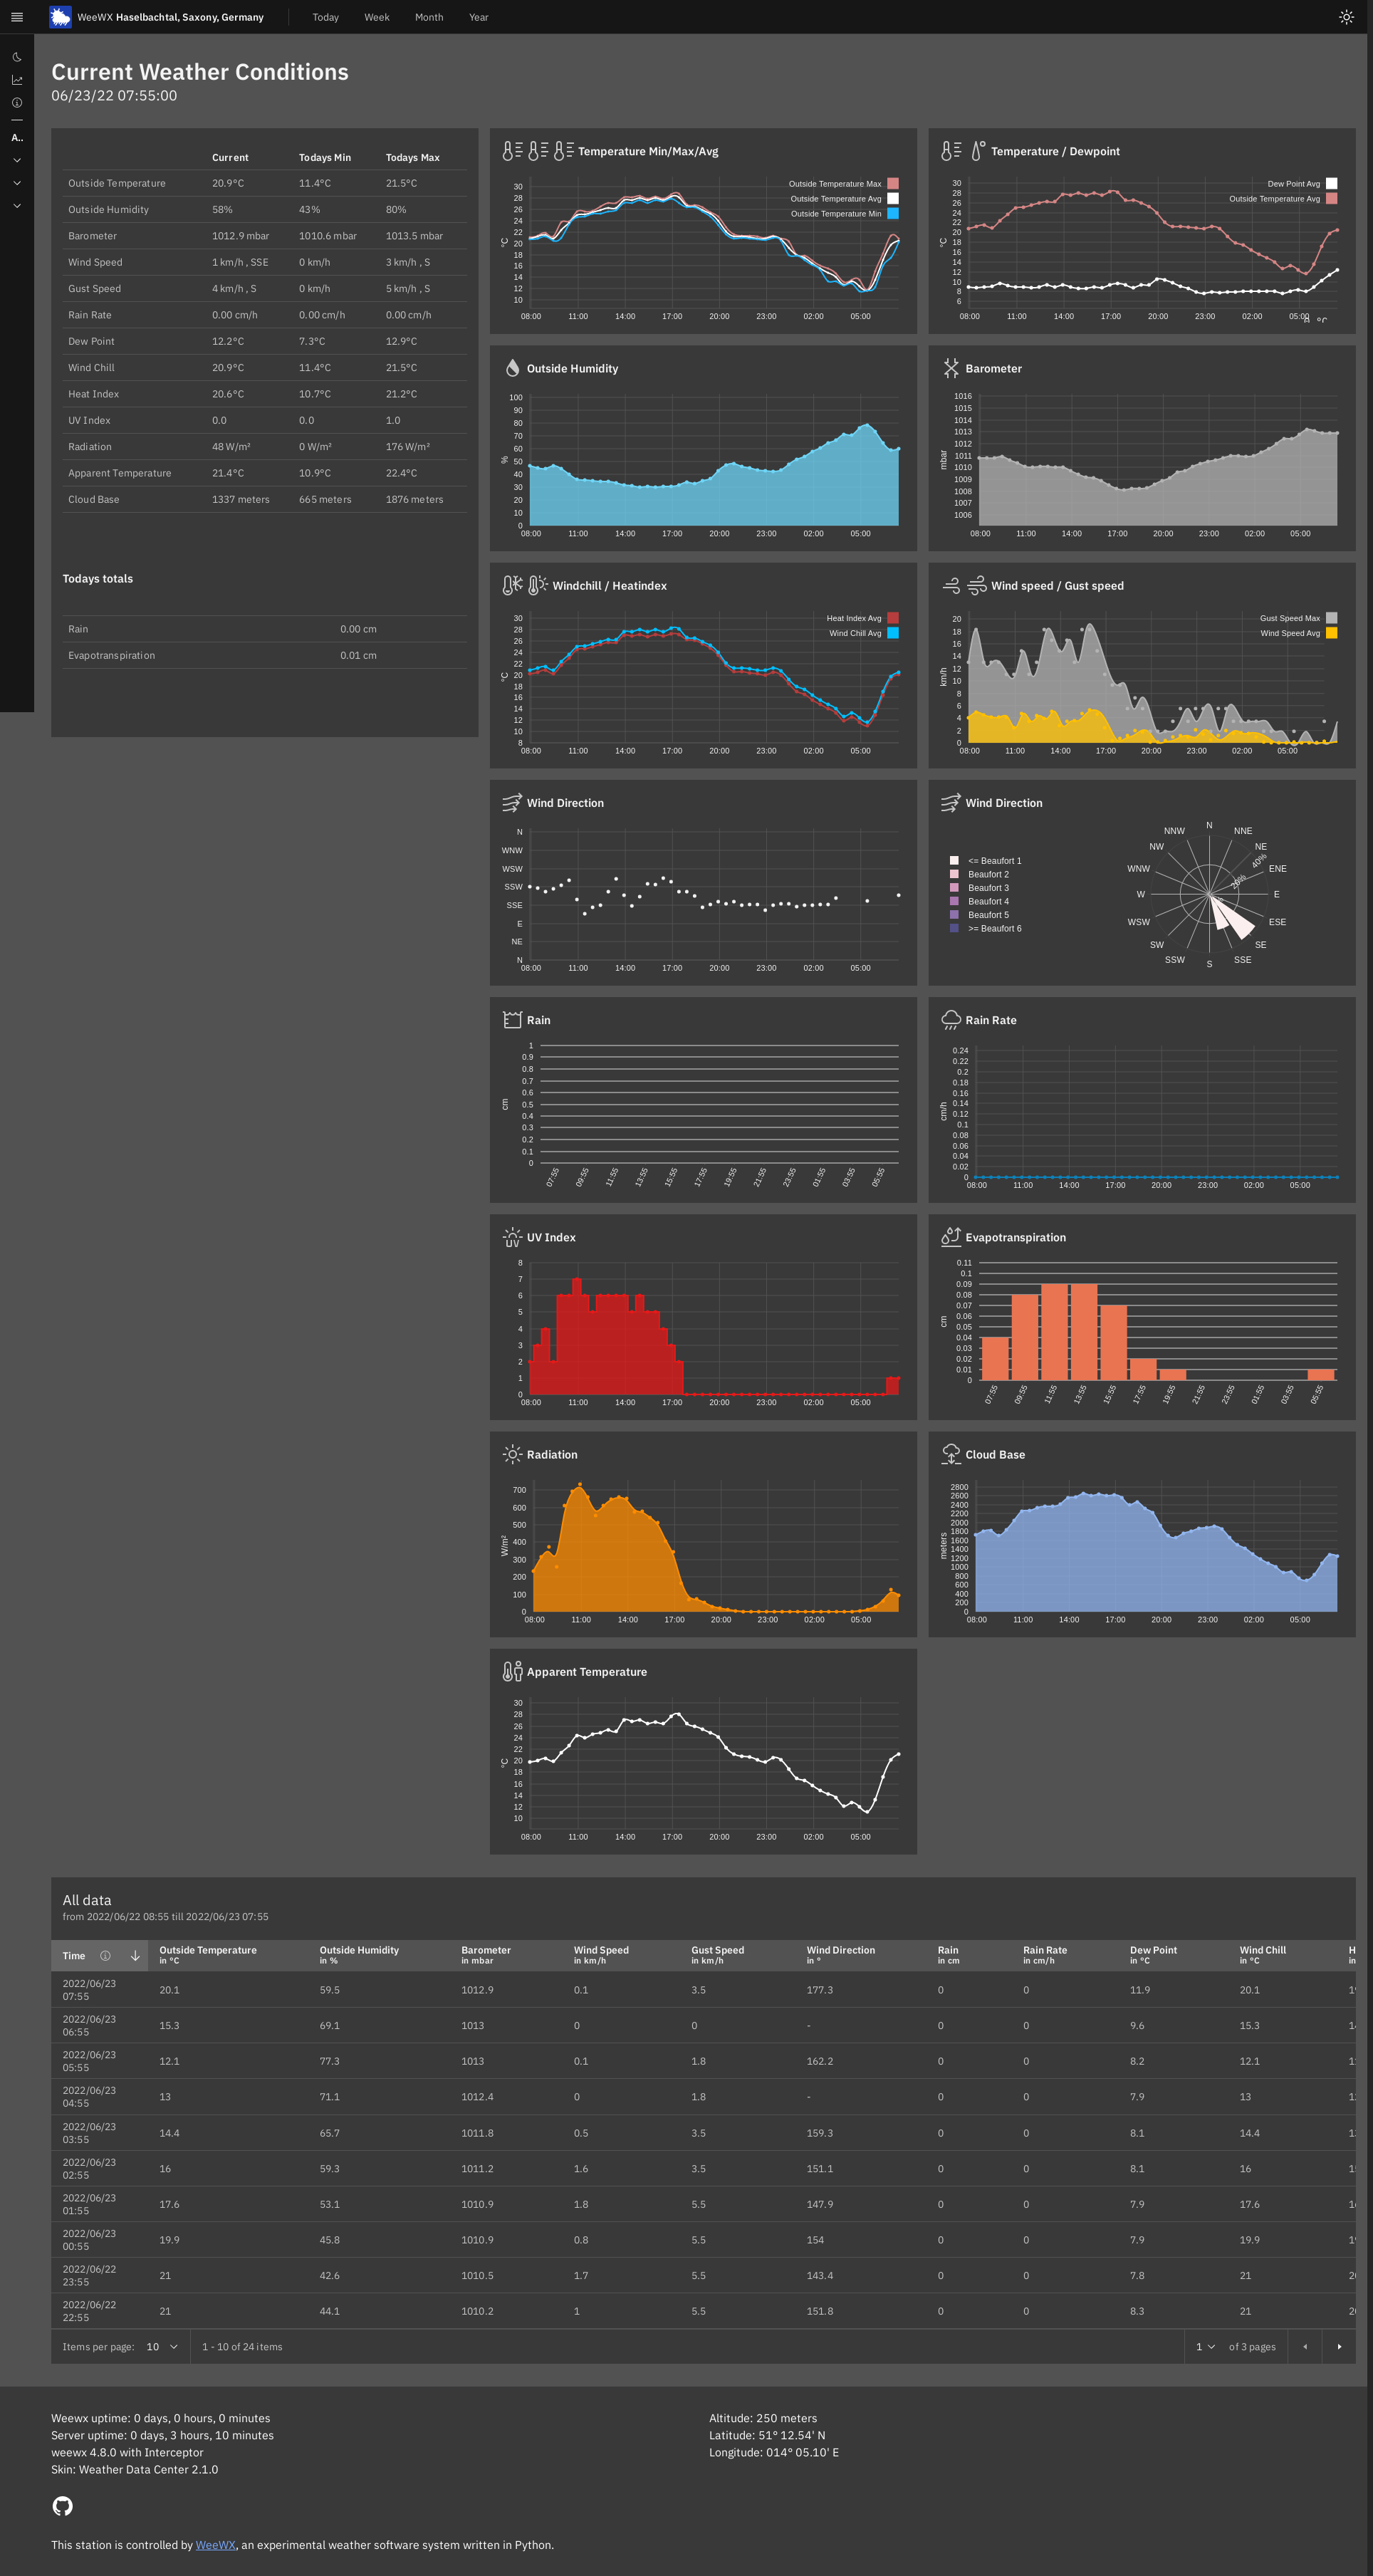 WeeWX Haselbachtal, Saxony, Germany Today Week Month Year
A..
Current Weather Conditions
06/23/22 07:55:00
Current Todays Min Todays Max
Outside Temperature 20.9°C 11.4°C 21.5°C
Outside Humidity 58% 43% 80%
Barometer 1012.9 mbar 1010.6 mbar 1013.5 mbar
Wind Speed 1 km/h , SSE 0 km/h 3 km/h , S
Gust Speed 4 km/h , S 0 km/h 5 km/h , S
Rain Rate 0.00 cm/h 0.00 cm/h 0.00 cm/h
Dew Point 12.2°C 7.3°C 12.9°C
Wind Chill 20.9°C 11.4°C 21.5°C
Heat Index 20.6°C 10.7°C 21.2°C
UV Index 0.0 0.0 1.0
Radiation 48 W/m² 0 W/m² 176 W/m²
Apparent Temperature 21.4°C 10.9°C 22.4°C
Cloud Base 1337 meters 665 meters 1876 meters
Todays totals
Rain 0.00 cm
Evapotranspiration 0.01 cm
Temperature Min/Max/Avg
Outside Temperature Max
Outside Temperature Avg
Outside Temperature Min
°C
30
28
26
24
22
20
18
16
14
12
10
08:00 11:00 14:00 17:00 20:00 23:00 02:00 05:00
Temperature / Dewpoint
Dew Point Avg
Outside Temperature Avg
°C
30
28
26
24
22
20
18
16
14
12
10
8
6
08:00 11:00 14:00 17:00 20:00 23:00 02:00 05:00
Outside Humidity
%
100
90
80
70
60
50
40
30
20
10
0
08:00 11:00 14:00 17:00 20:00 23:00 02:00 05:00
Barometer
mbar
1016
1015
1014
1013
1012
1011
1010
1009
1008
1007
1006
08:00 11:00 14:00 17:00 20:00 23:00 02:00 05:00
Windchill / Heatindex
Heat Index Avg
Wind Chill Avg
°C
30
28
26
24
22
20
18
16
14
12
10
8
08:00 11:00 14:00 17:00 20:00 23:00 02:00 05:00
Wind speed / Gust speed
Gust Speed Max
Wind Speed Avg
km/h
20
18
16
14
12
10
8
6
4
2
0
08:00 11:00 14:00 17:00 20:00 23:00 02:00 05:00
Wind Direction
N
WNW
WSW
SSW
SSE
E
NE
N
08:00 11:00 14:00 17:00 20:00 23:00 02:00 05:00
Wind Direction
<= Beaufort 1
Beaufort 2
Beaufort 3
Beaufort 4
Beaufort 5
>= Beaufort 6
N
NNW NNE
NW NE
WNW ENE
W E
WSW ESE
SW SE
SSW SSE
S
20%
40%
Rain
cm
1
0.9
0.8
0.7
0.6
0.5
0.4
0.3
0.2
0.1
0
07:55 09:55 11:55 13:55 15:55 17:55 19:55 21:55 23:55 01:55 03:55 05:55
Rain Rate
cm/h
0.24
0.22
0.2
0.18
0.16
0.14
0.12
0.1
0.08
0.06
0.04
0.02
0
08:00 11:00 14:00 17:00 20:00 23:00 02:00 05:00
UV
UV Index
8
7
6
5
4
3
2
1
0
08:00 11:00 14:00 17:00 20:00 23:00 02:00 05:00
Evapotranspiration
cm
0.11
0.1
0.09
0.08
0.07
0.06
0.05
0.04
0.03
0.02
0.01
0
07:55 09:55 11:55 13:55 15:55 17:55 19:55 21:55 23:55 01:55 03:55 05:55
Radiation
W/m²
700
600
500
400
300
200
100
0
08:00 11:00 14:00 17:00 20:00 23:00 02:00 05:00
Cloud Base
meters
2800
2600
2400
2200
2000
1800
1600
1400
1200
1000
800
600
400
200
0
08:00 11:00 14:00 17:00 20:00 23:00 02:00 05:00
Apparent Temperature
°C
30
28
26
24
22
20
18
16
14
12
10
08:00 11:00 14:00 17:00 20:00 23:00 02:00 05:00
All data
from 2022/06/22 08:55 till 2022/06/23 07:55
Time Outside Temperature Outside Humidity Barometer Wind Speed Gust Speed Wind Direction Rain Rain Rate Dew Point Wind Chill H
in °C in % in mbar in km/h in km/h in ° in cm in cm/h in °C in °C in
2022/06/23 07:55 20.1 59.5 1012.9 0.1 3.5 177.3 0 0 11.9 20.1
2022/06/23 06:55 15.3 69.1 1013 0 0 - 0 0 9.6 15.3
2022/06/23 05:55 12.1 77.3 1013 0.1 1.8 162.2 0 0 8.2 12.1
2022/06/23 04:55 13 71.1 1012.4 0 1.8 - 0 0 7.9 13
2022/06/23 03:55 14.4 65.7 1011.8 0.5 3.5 159.3 0 0 8.1 14.4
2022/06/23 02:55 16 59.3 1011.2 1.6 3.5 151.1 0 0 8.1 16
2022/06/23 01:55 17.6 53.1 1010.9 1.8 5.5 147.9 0 0 7.9 17.6
2022/06/23 00:55 19.9 45.8 1010.9 0.8 5.5 154 0 0 7.9 19.9
2022/06/22 23:55 21 42.6 1010.5 1.7 5.5 143.4 0 0 7.8 21
2022/06/22 22:55 21 44.1 1010.2 1 5.5 151.8 0 0 8.3 21
Items per page: 10 1 - 10 of 24 items 1 of 3 pages
Weewx uptime: 0 days, 0 hours, 0 minutes
Server uptime: 0 days, 3 hours, 10 minutes
weewx 4.8.0 with Interceptor
Skin: Weather Data Center 2.1.0
Altitude: 250 meters
Latitude: 51° 12.54' N
Longitude: 014° 05.10' E
This station is controlled by WeeWX, an experimental weather software system written in Python.